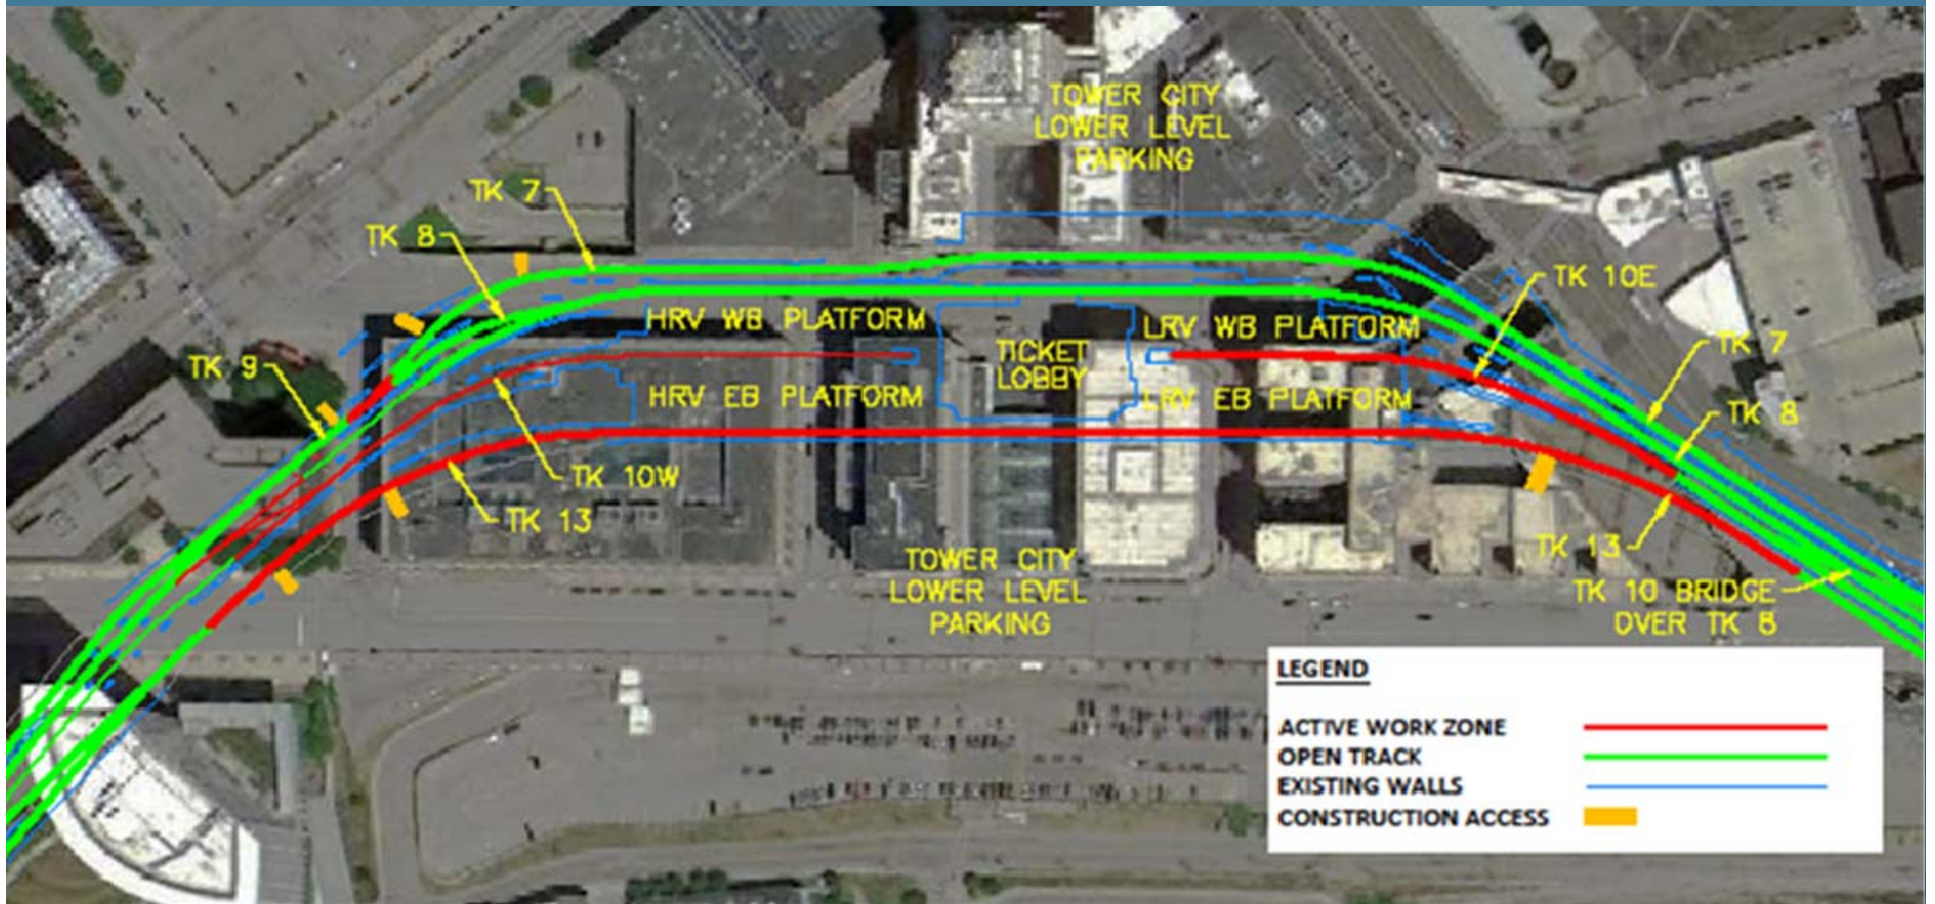 TOWER CITY
LOWER LEVEL
PARKING
TK 7
TK 8
TK 10E
HRV WB PLATFORM
LRV WB PLATFORM
TK 7
TICKET
LOBBY
TK 9
HRV EB PLATFORM
LRV EB PLATFORM
TK 8
TK 10W
TK 13
TK 13
TOWER CITY
LOWER LEVEL
PARKING
TK 10 BRIDGE
OVER TK 8
LEGEND
ACTIVE WORK ZONE
OPEN TRACK
EXISTING WALLS
CONSTRUCTION ACCESS